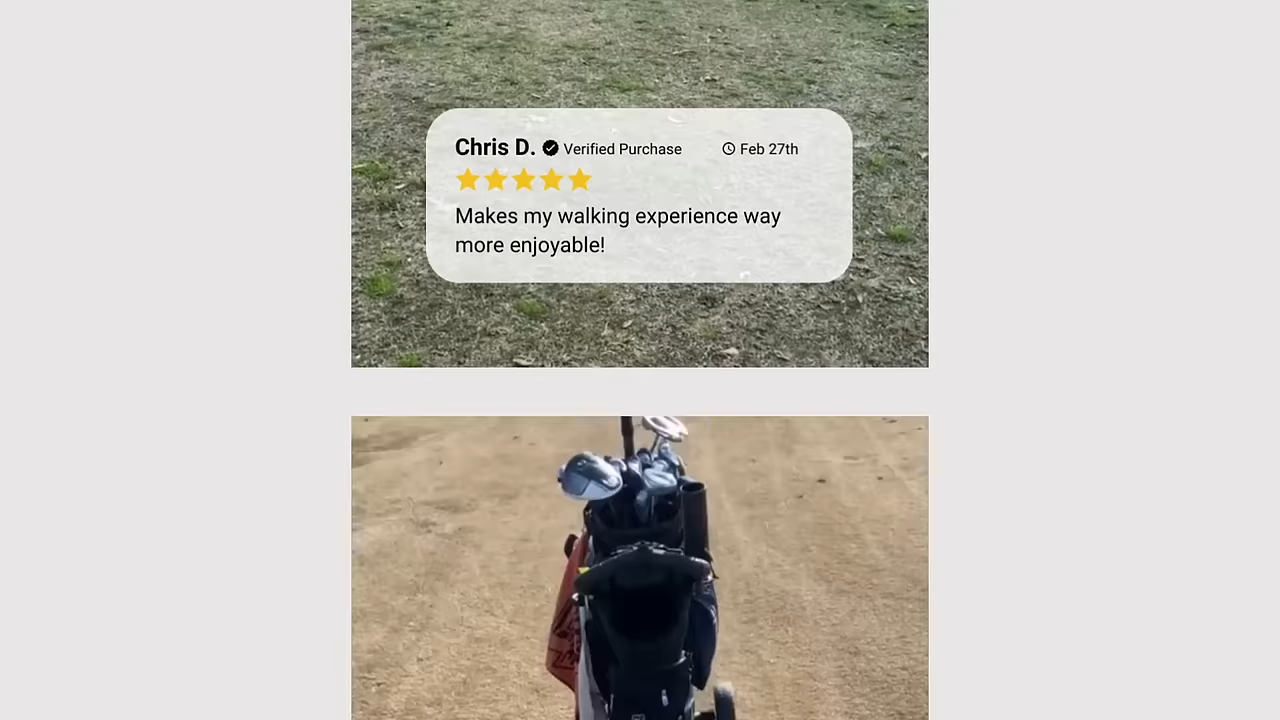 Chris D. Verified Purchase Feb 27th
Makes my walking experience way
more enjoyable!